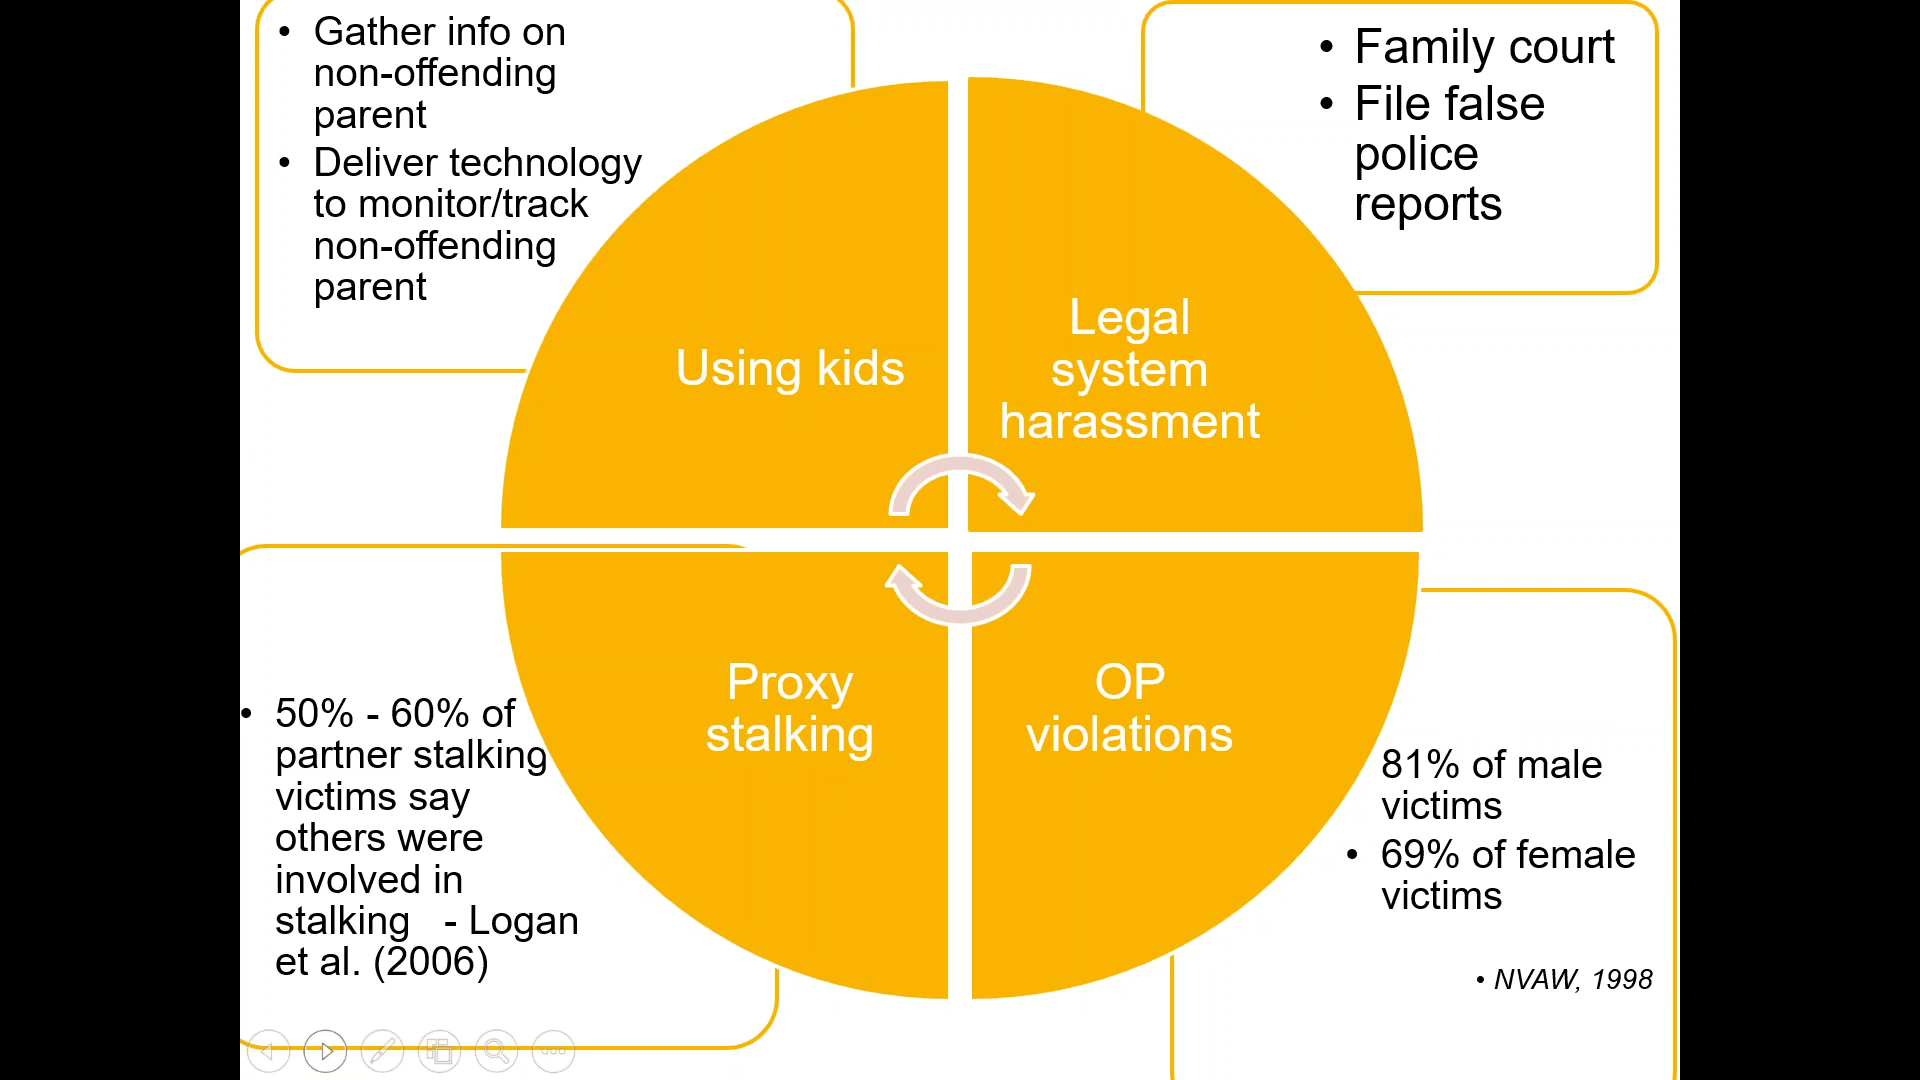 • Gather info on
non-offending
parent
• Deliver technology
to monitor/track
non-offending
parent
• Family court
• File false
police
reports
Using kids
Legal
system
harassment
Proxy
stalking
OP
violations
• 50% - 60% of
partner stalking
victims say
others were
involved in
stalking - Logan
et al. (2006)
81% of male
victims
• 69% of female
victims
• NVAW, 1998